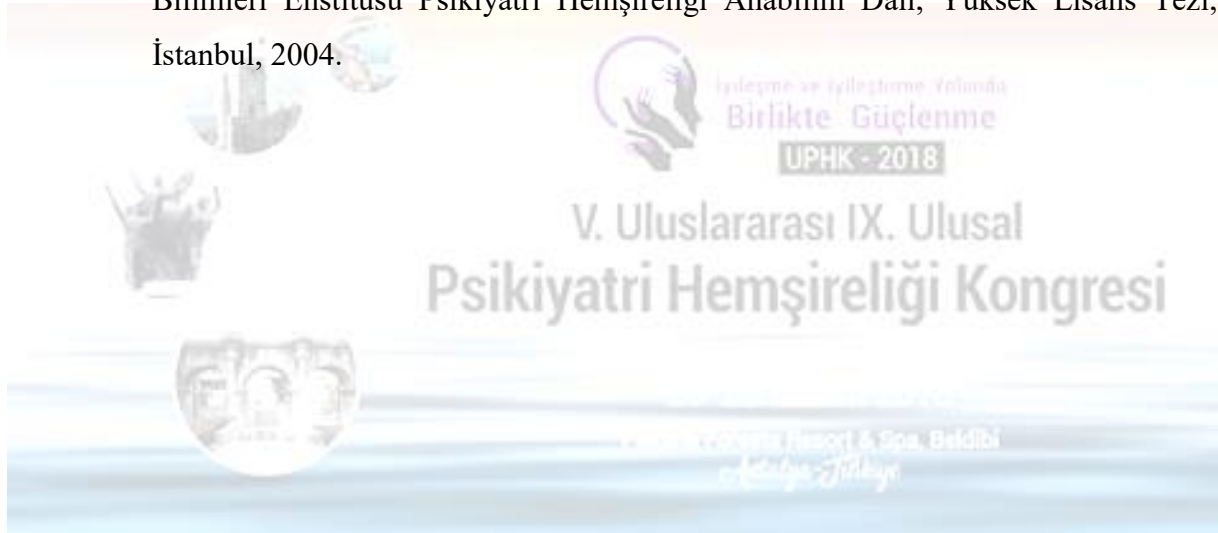 Bilimleri Enstitüsü Psikiyatri Hemşireliği Anabilim Dalı, Yüksek Lisans Tezi,
İstanbul, 2004.
İyileşme ve İyileştirme Yolunda
Birlikte Güçlenme
UPHK - 2018
V. Uluslararası IX. Ulusal
Psikiyatri Hemşireliği Kongresi
Resort & Spa, Beldibi
Antalya-Türkiye